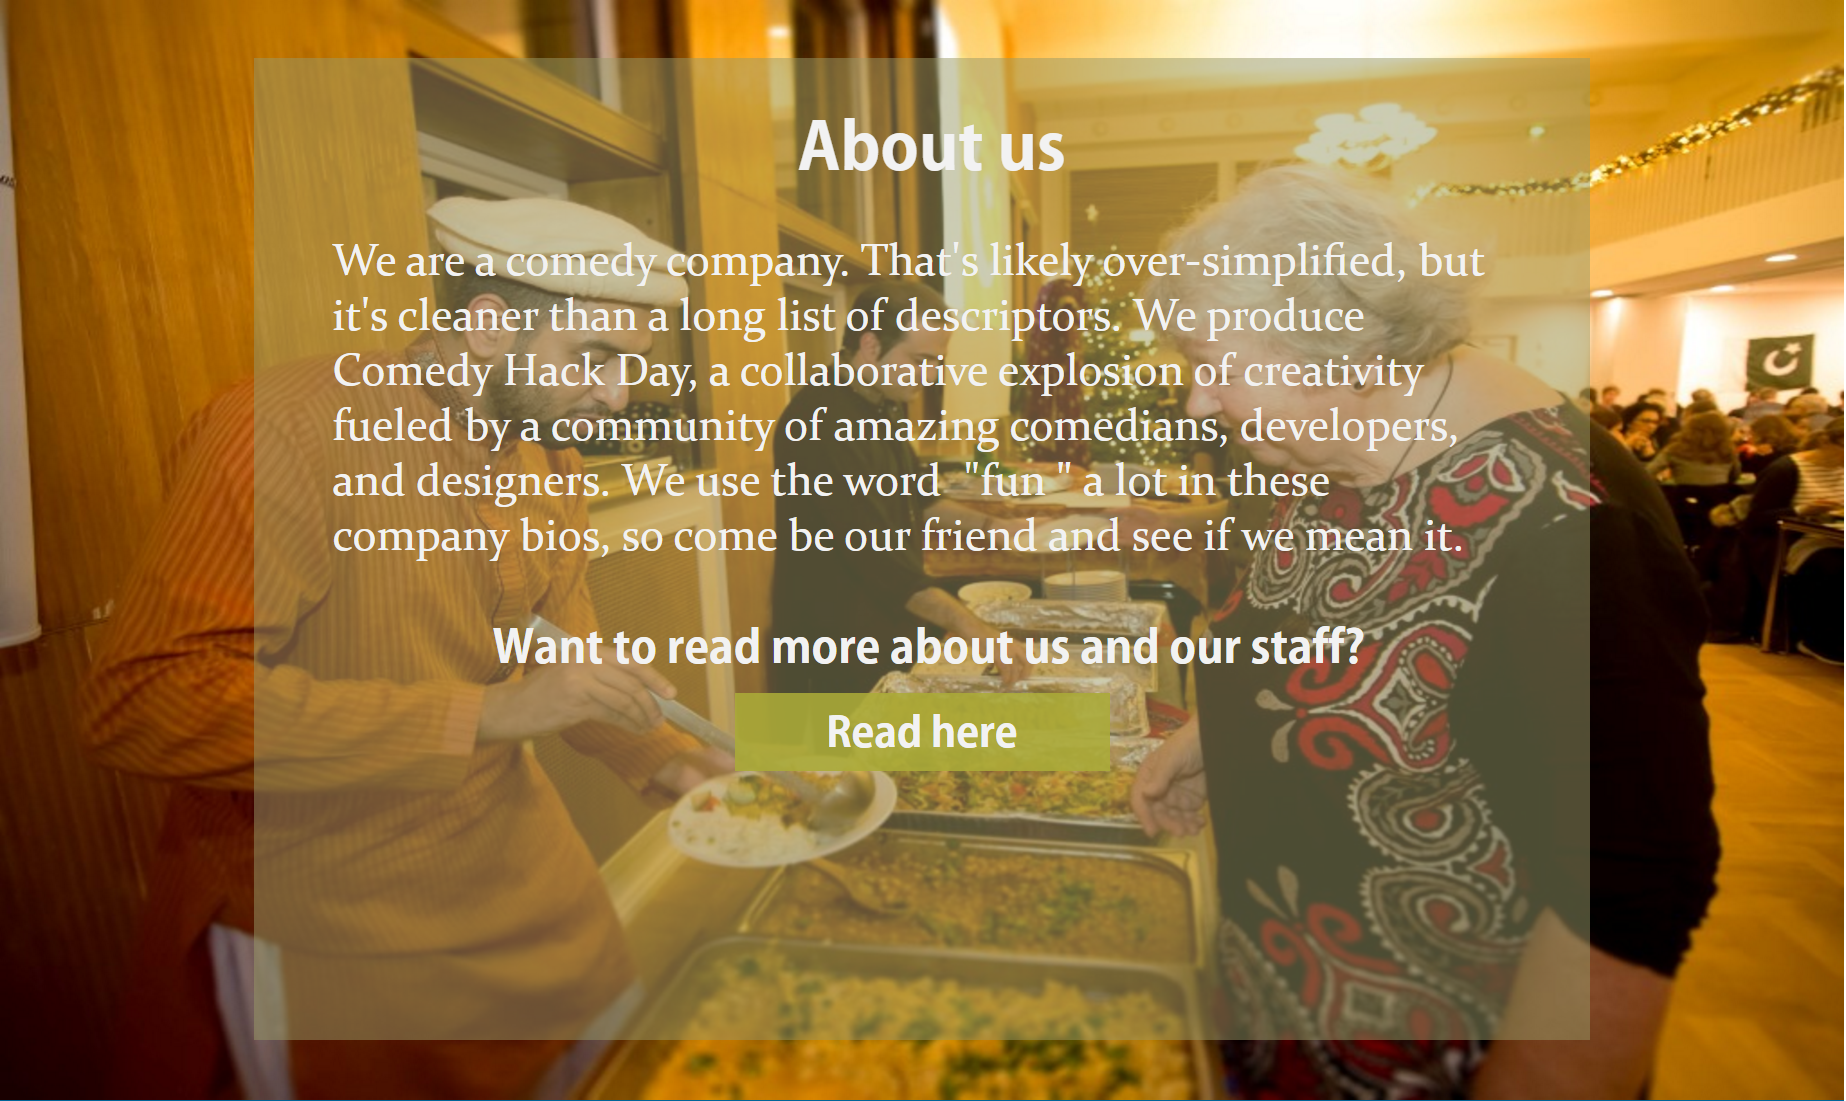 About us
We are a comedy company. That's likely over-simplified, but
it's cleaner than a long list of descriptors. We produce
Comedy Hack Day, a collaborative explosion of creativity
fueled by a community of amazing comedians, developers,
and designers. We use the word "fun " a lot in these
company bios, so come be our friend and see if we mean it.
Want to read more about us and our staff?
Read here